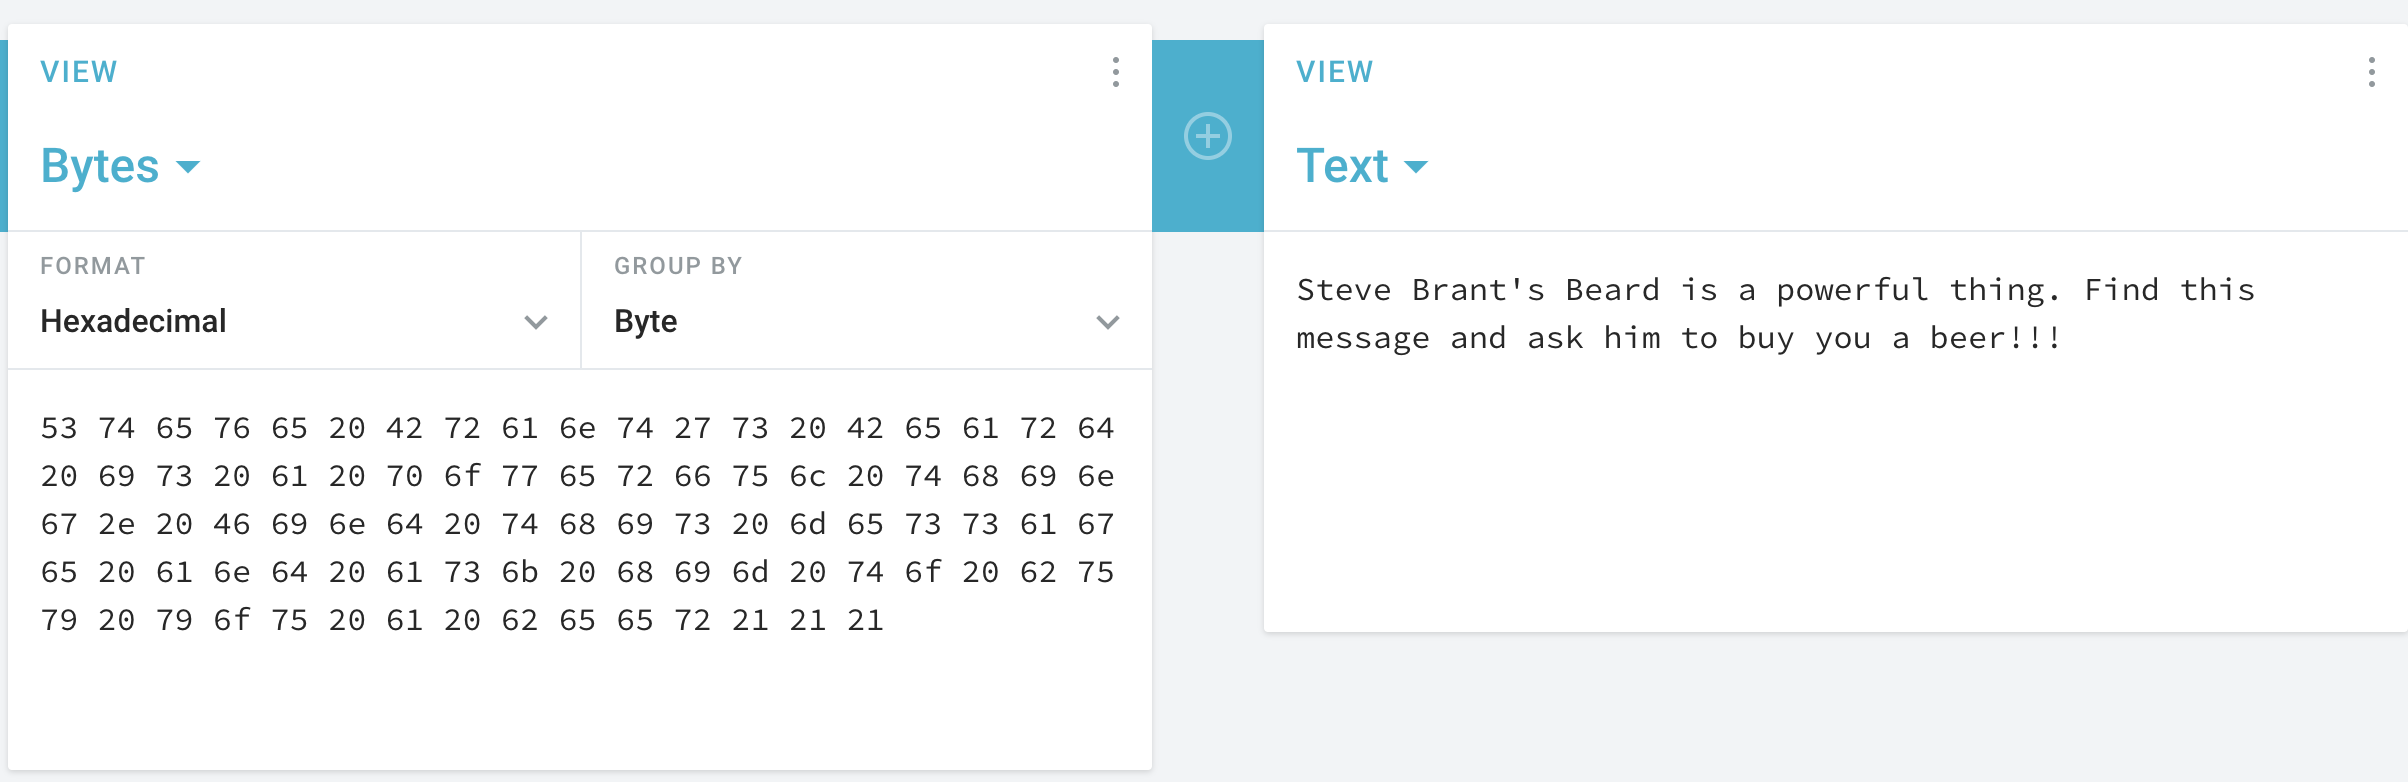 VIEW
Bytes
FORMAT
Hexadecimal
GROUP BY
Byte
53 74 65 76 65 20 42 72 61 6e 74 27 73 20 42 65 61 72 64
20 69 73 20 61 20 70 6f 77 65 72 66 75 6c 20 74 68 69 6e
67 2e 20 46 69 6e 64 20 74 68 69 73 20 6d 65 73 73 61 67
65 20 61 6e 64 20 61 73 6b 20 68 69 6d 20 74 6f 20 62 75
79 20 79 6f 75 20 61 20 62 65 65 72 21 21 21
VIEW
Text
Steve Brant's Beard is a powerful thing. Find this
message and ask him to buy you a beer!!!